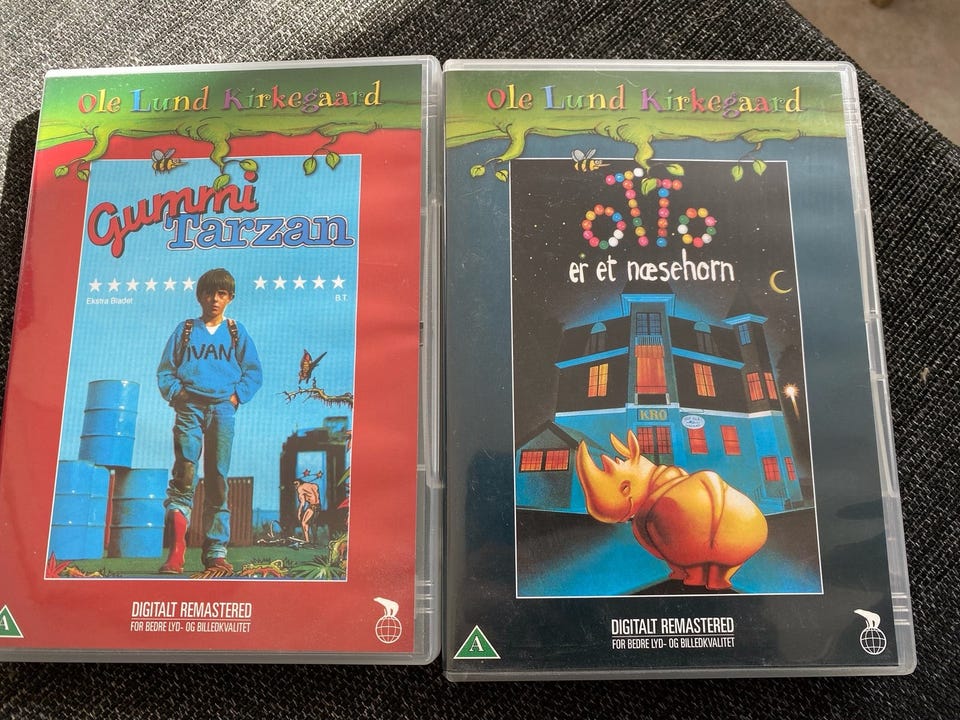 Ole Lund Kirkegaard
Gummi
Tarzan
★★★★★★
★★★★★
Ekstra Bladet
B.T.
IVAN
DIGITALT REMASTERED
FOR BEDRE LYD- OG BILLEDKVALITET
A
Ole Lund Kirkegaard
OTTO
er et næsehorn
KRO
DIGITALT REMASTERED
FOR BEDRE LYD- OG BILLEDKVALITET
A